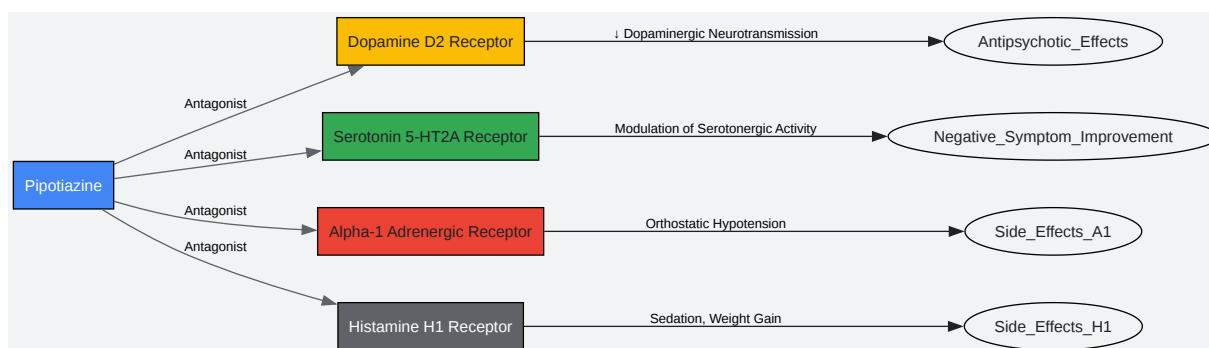 Dopamine D2 Receptor
↓ Dopaminergic Neurotransmission
Antipsychotic_Effects
Antagonist
Serotonin 5-HT2A Receptor
Modulation of Serotonergic Activity
Negative_Symptom_Improvement
Antagonist
Pipotiazine
Antagonist
Alpha-1 Adrenergic Receptor
Orthostatic Hypotension
Side_Effects_A1
Antagonist
Histamine H1 Receptor
Sedation, Weight Gain
Side_Effects_H1